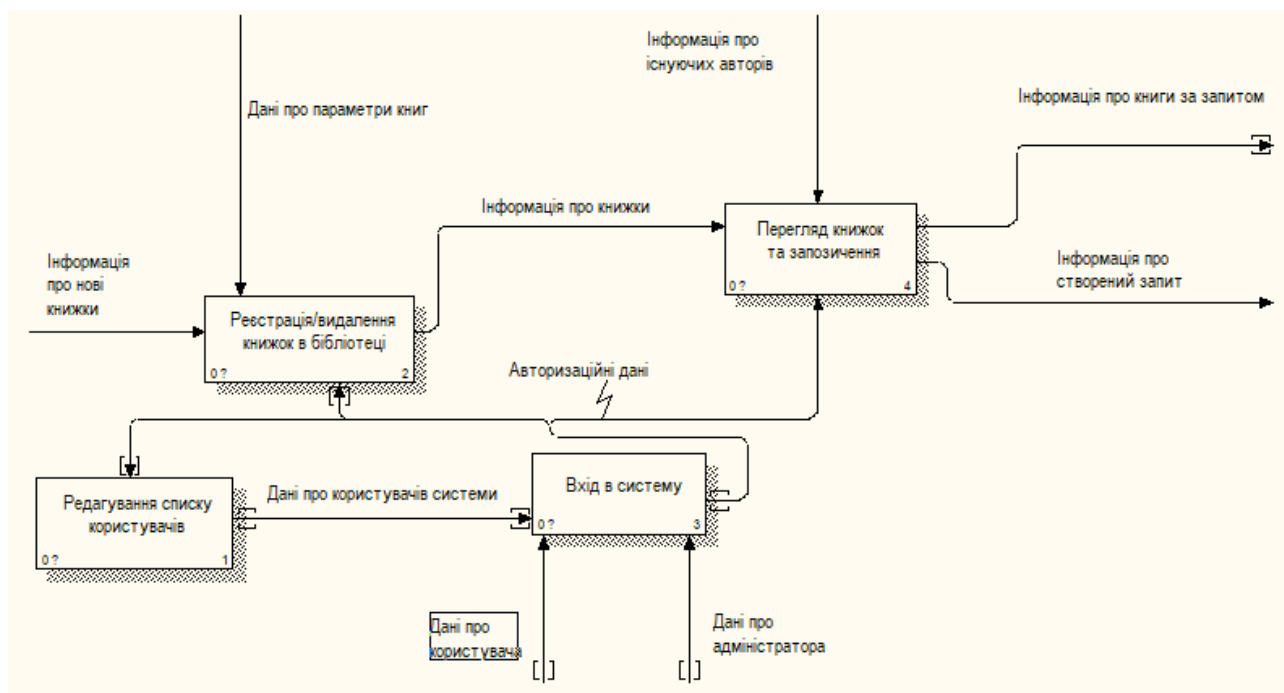 Інформація про
існуючих авторів
Інформація про книги за запитом
Дані про параметри книг
Інформація про книжки
Перегляд книжок
та запозичення
0 ?
4
Інформація
про нові
книжки
Інформація про
створений запит
Реєстрація/видалення
книжок в бібліотеці
0 ?
2
Авторизаційні дані
Редагування списку
користувачів
0 ?
1
Дані про користувачів системи
Вхід в систему
0 ?
3
Дані про
користувача
Дані про
адміністратора